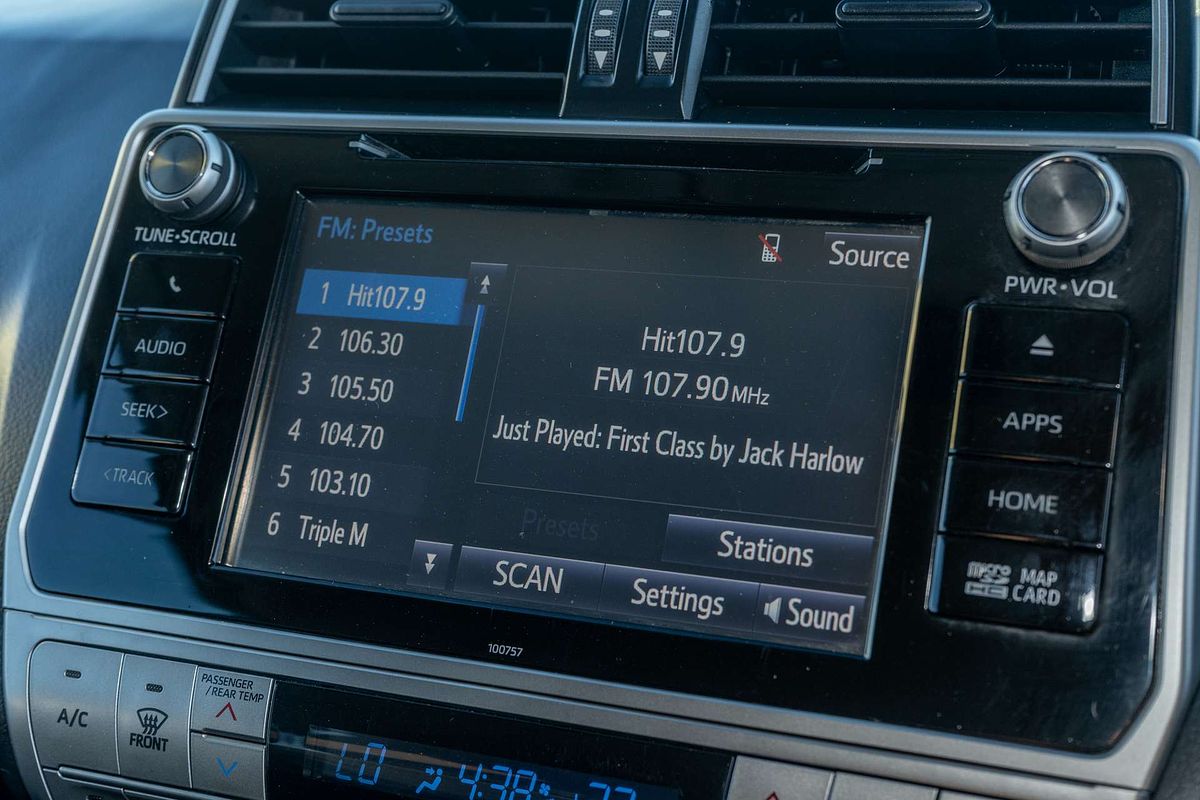 TUNE•SCROLL
AUDIO
SEEK>
<TRACK
FM: Presets
1 Hit107.9
2 106.30
3 105.50
4 104.70
5 103.10
6 Triple M
Source
Hit107.9
FM 107.90 MHz
Just Played: First Class by Jack Harlow
Presets
Stations
SCAN
Settings
Sound
PWR•VOL
APPS
HOME
micro
HC
MAP
CARD
100757
A/C
FRONT
PASSENGER
/REAR TEMP
LO
4:38